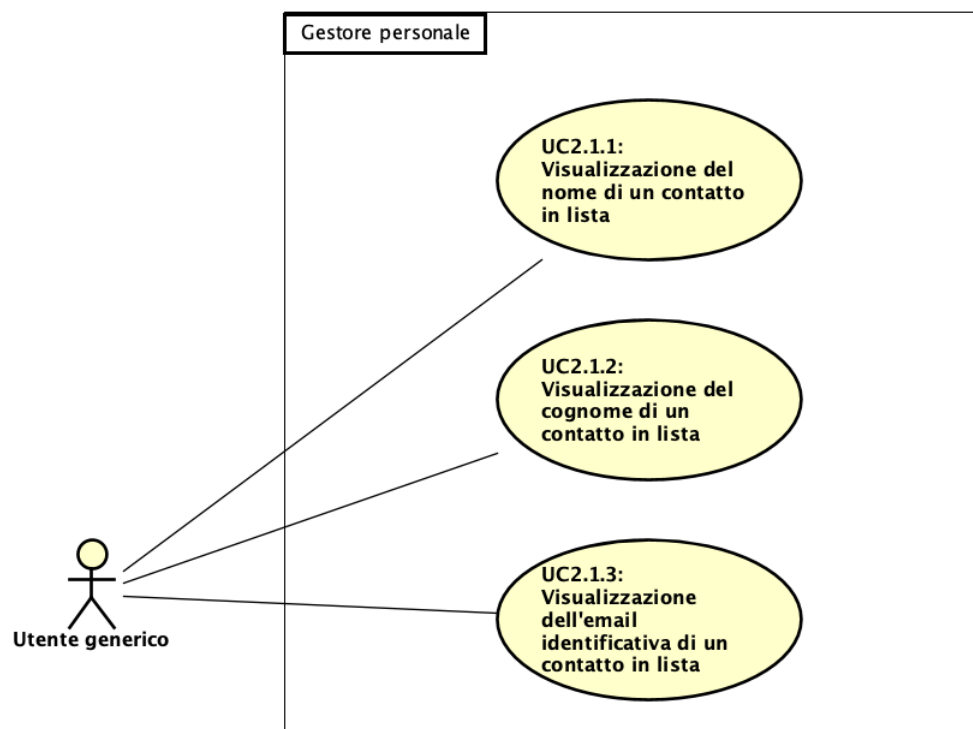 Gestore personale
UC2.1.1:
Visualizzazione del
nome di un contatto
in lista
UC2.1.2:
Visualizzazione del
cognome di un
contatto in lista
UC2.1.3:
Visualizzazione
dell'email
identificativa di un
contatto in lista
Utente generico